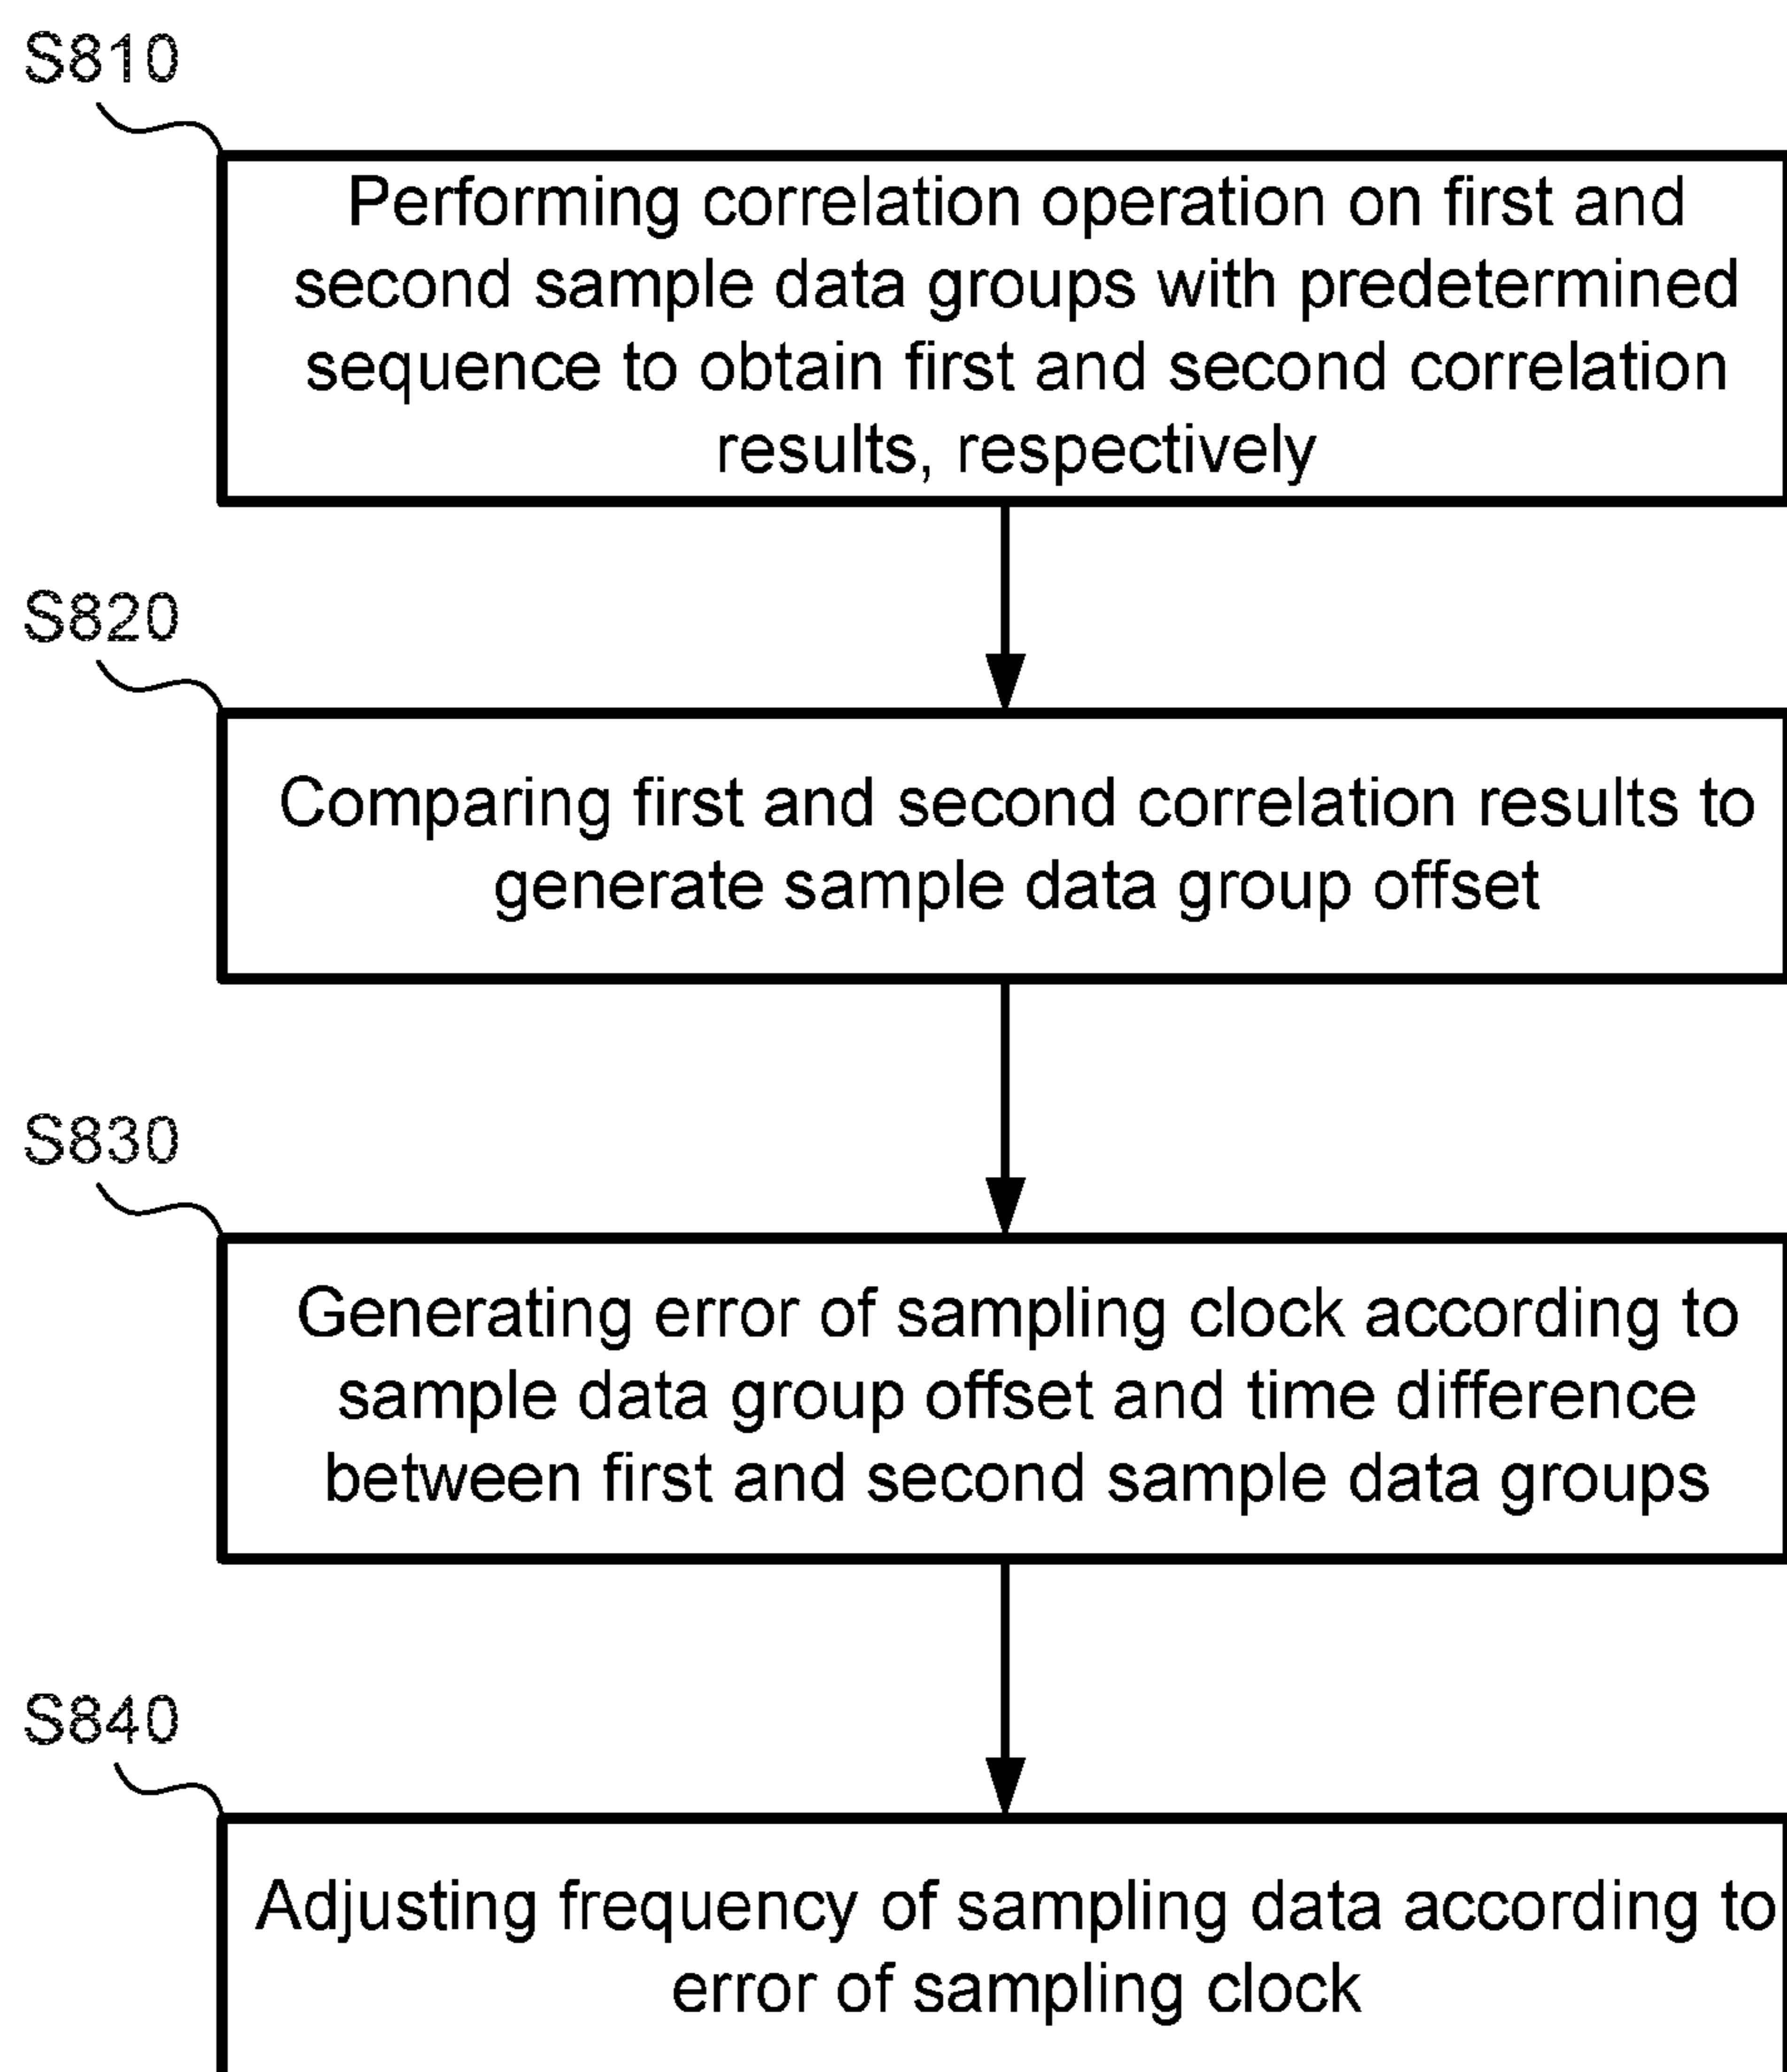 S810
Performing correlation operation on first and
second sample data groups with predetermined
sequence to obtain first and second correlation
results, respectively
S820
Comparing first and second correlation results to
generate sample data group offset
S830
Generating error of sampling clock according to
sample data group offset and time difference
between first and second sample data groups
S840
Adjusting frequency of sampling data according to
error of sampling clock